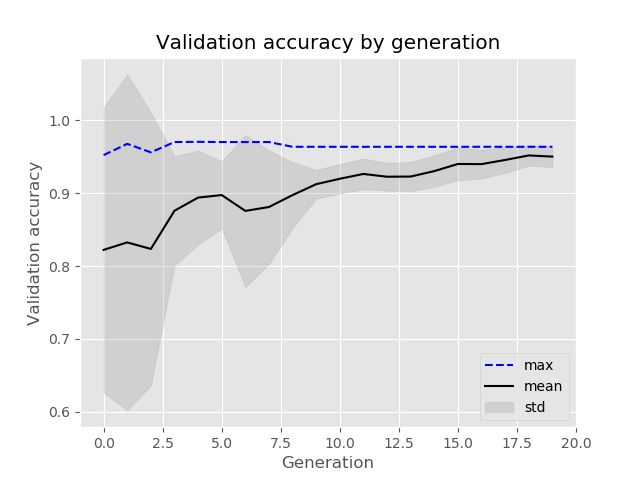 Validation accuracy by generation
Validation accuracy
1.0
0.9
0.8
0.7
0.6
max
mean
std
0.0 2.5 5.0 7.5 10.0 12.5 15.0 17.5 20.0
Generation